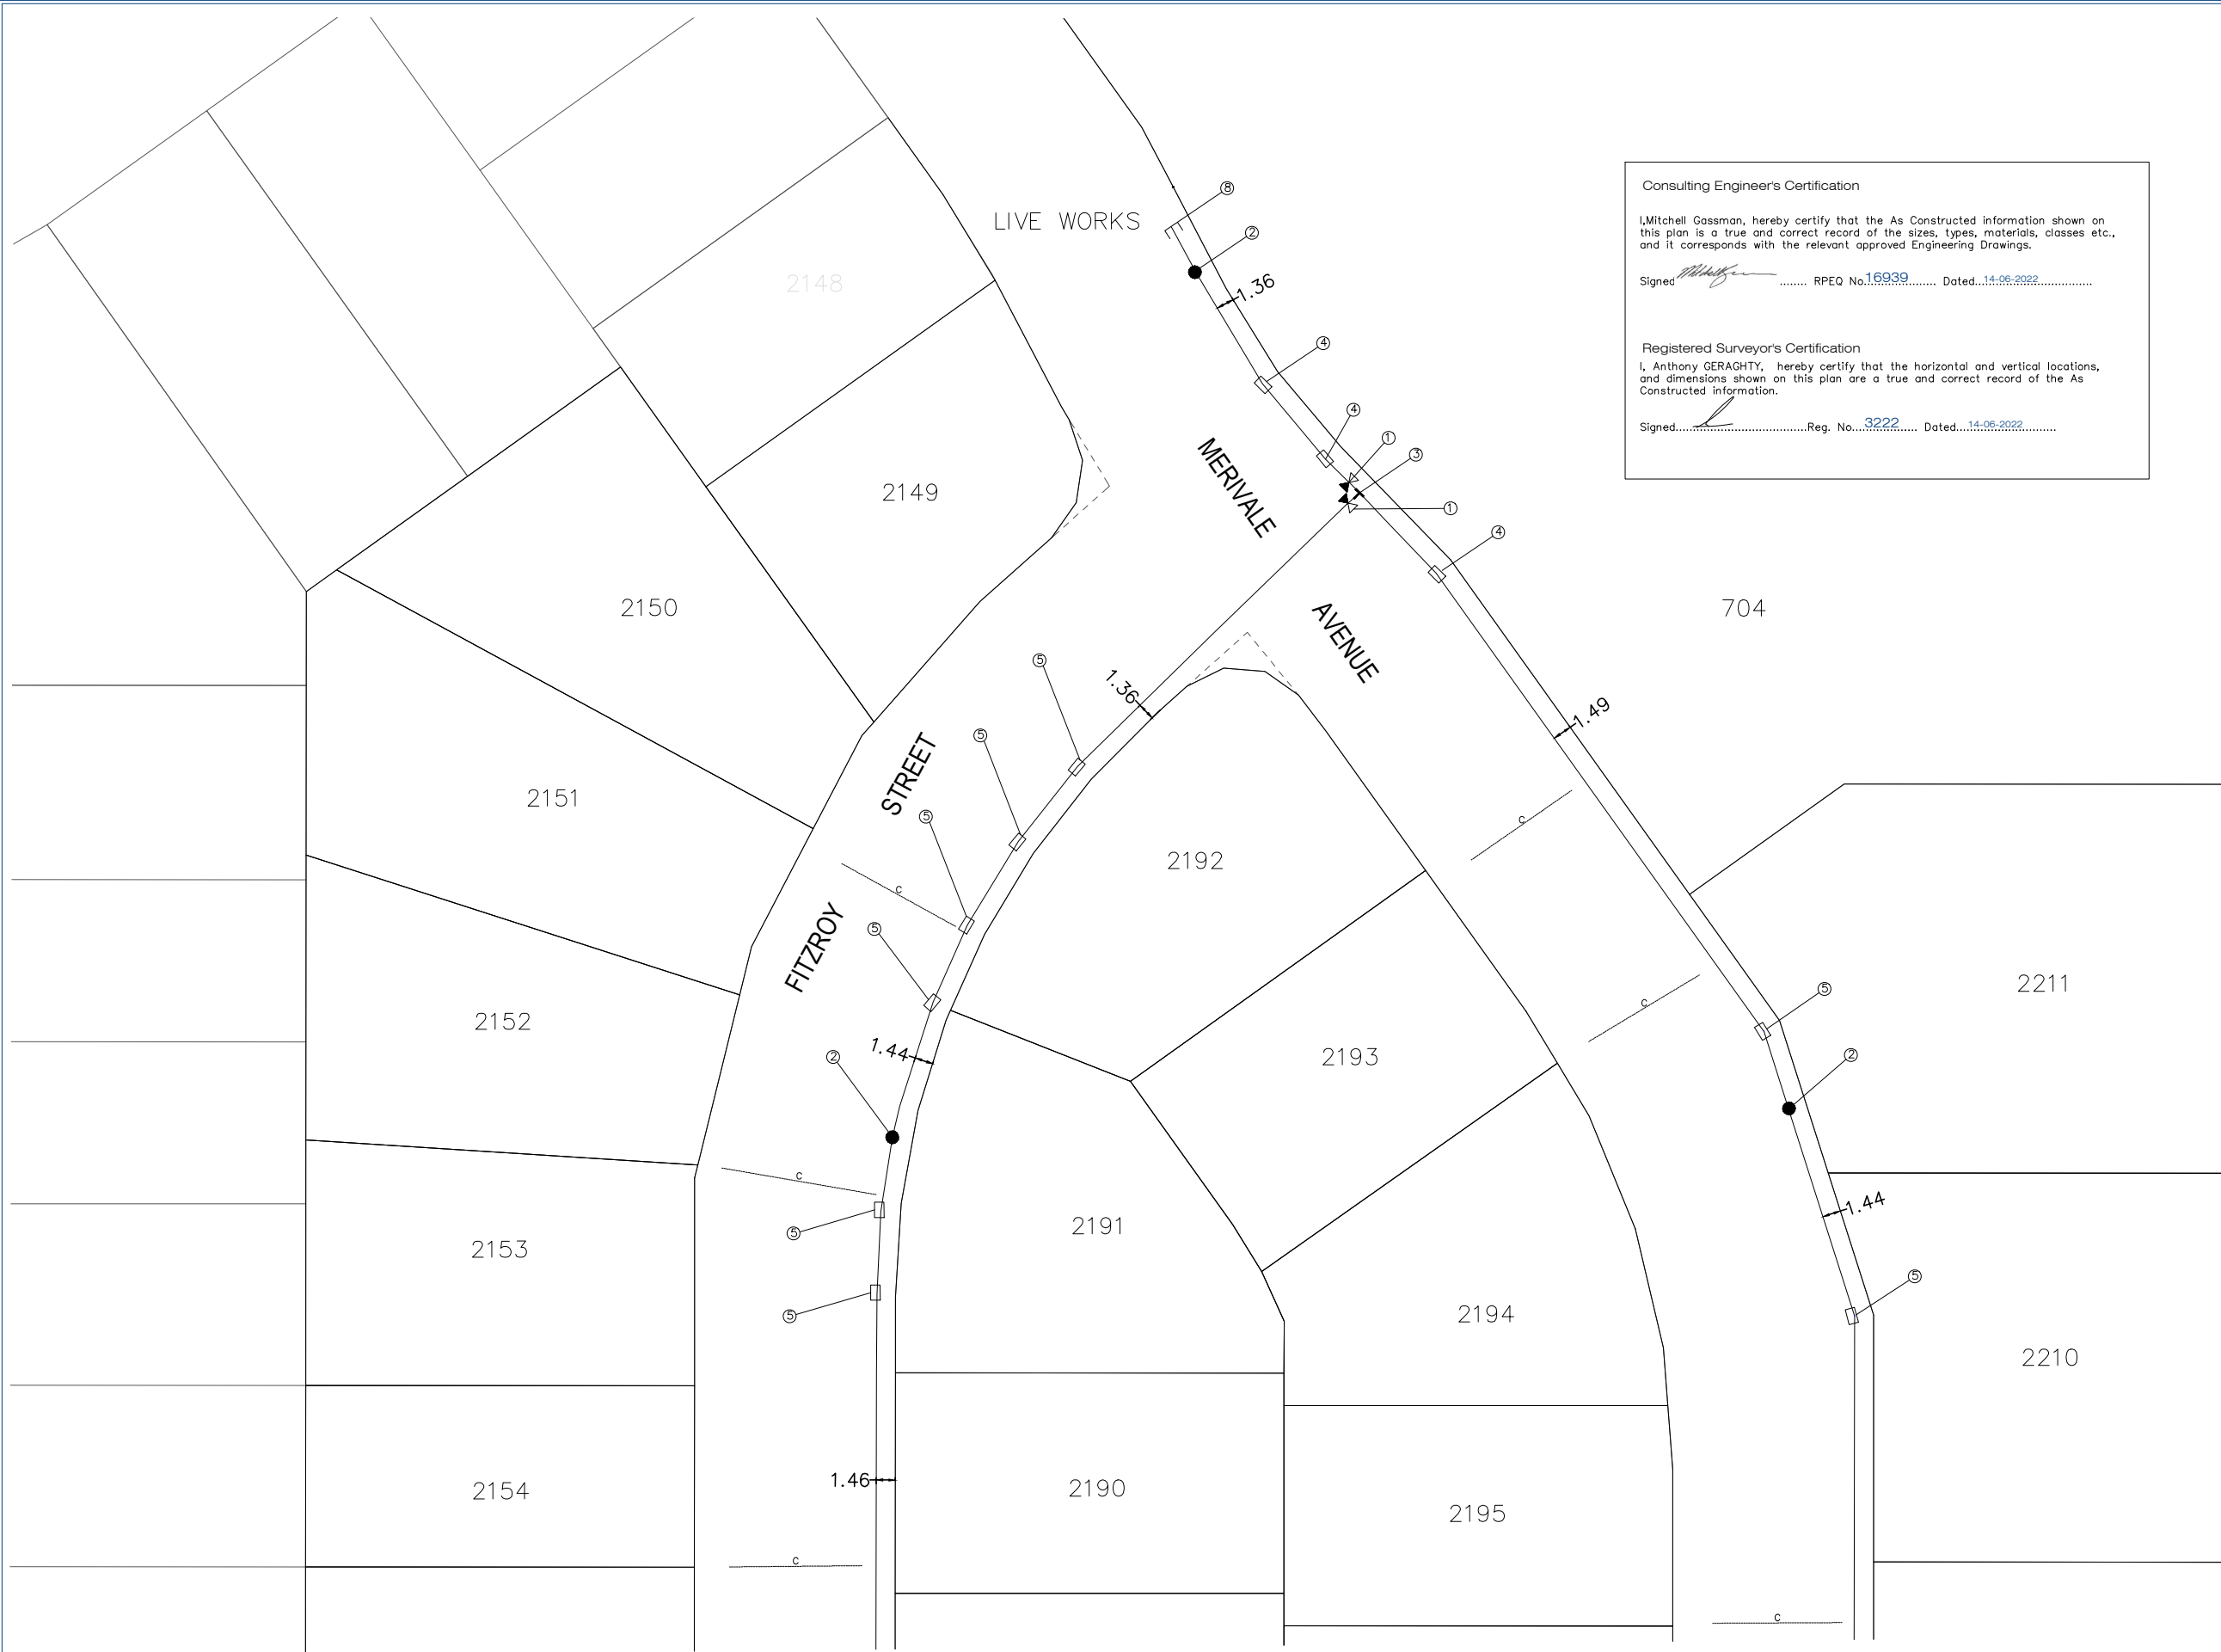 LIVE WORKS
⑧
②
1.36
④
④
①
③
①
④
2148
2149
2150
2151
2152
2153
2154
MERIVALE
AVENUE
STREET
FITZROY
704
⑤
1.36
⑤
⑤
⑤
1.49
c
c
c
2192
2193
2211
⑤
②
1.44
②
c
⑤
⑤
2191
1.44
⑤
2194
2210
1.46
2190
2195
c
c
Consulting Engineer's Certification
I,Mitchell Gassman, hereby certify that the As Constructed information shown on
this plan is a true and correct record of the sizes, types, materials, classes etc.,
and it corresponds with the relevant approved Engineering Drawings.
Signed ........ RPEQ No. 16939 ........ Dated... 14-06-2022 ........
Registered Surveyor's Certification
I, Anthony GERAGHTY, hereby certify that the horizontal and vertical locations,
and dimensions shown on this plan are a true and correct record of the As
Constructed information.
Signed........ Reg. No... 3222 ........ Dated... 14-06-2022 ........